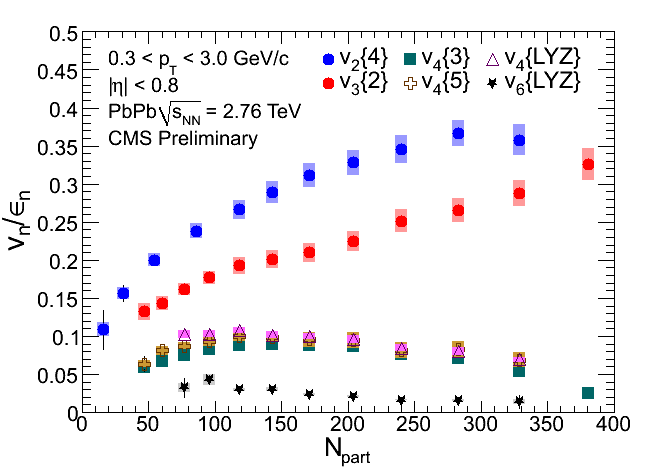 0.5
0.45
0.4
0.35
0.3
0.25
0.2
0.15
0.1
0.05
0
v_n/ϵ_n
0.3 < p_T < 3.0 GeV/c
|η| < 0.8
PbPb √s_NN = 2.76 TeV
CMS Preliminary
v_2{4} v_4{3} v_4{LYZ}
v_3{2} v_4{5} v_6{LYZ}
0 50 100 150 200 250 300 350 400
N_part